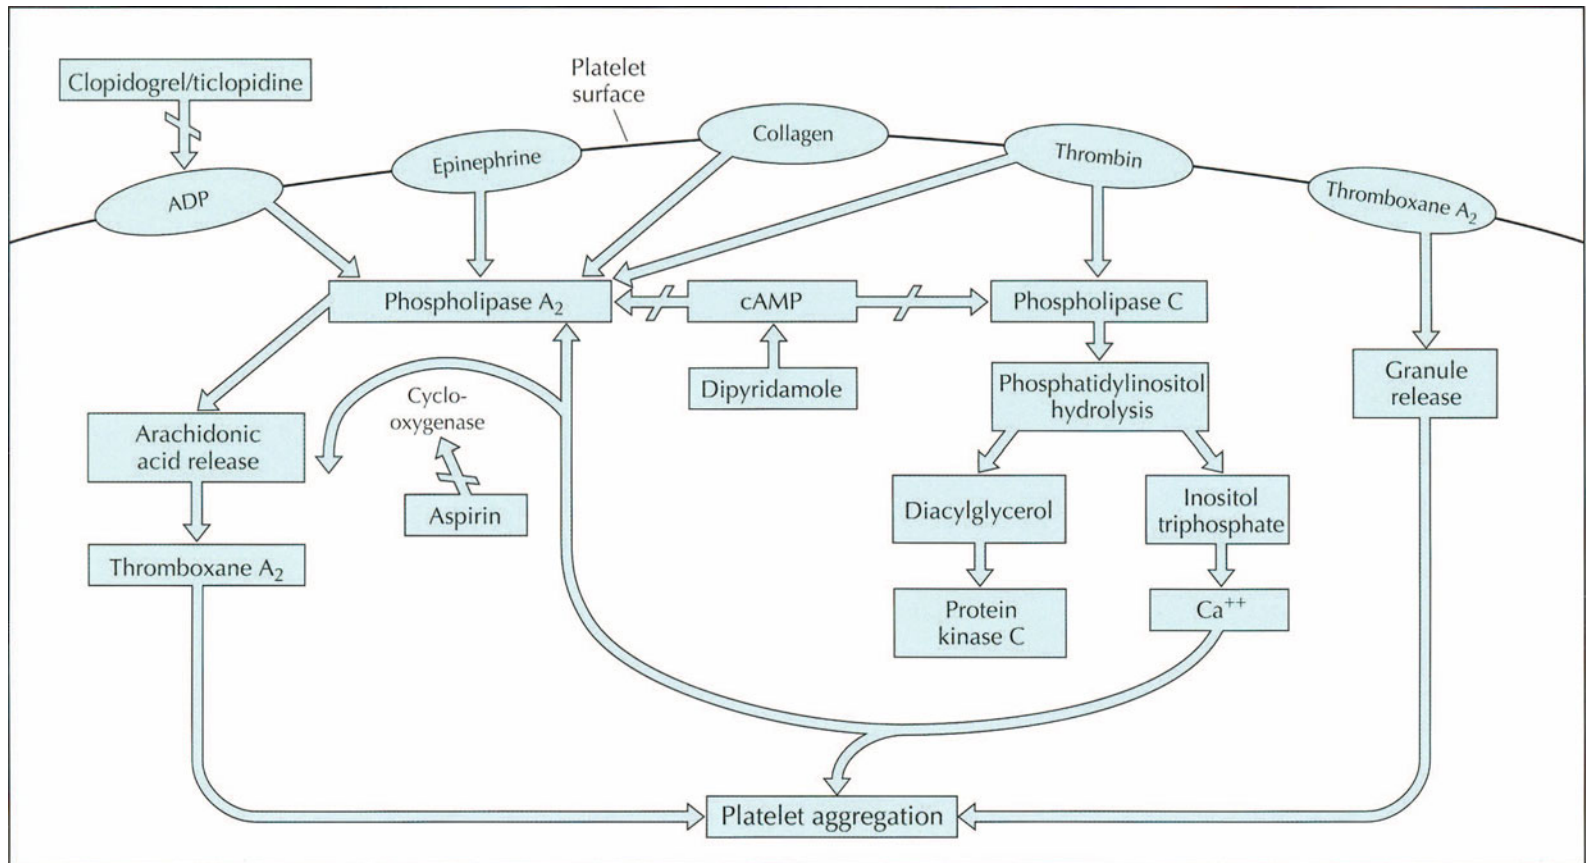 Clopidogrel/ticlopidine
Platelet
surface
Collagen
Epinephrine
Thrombin
ADP
Thromboxane A₂
Phospholipase A₂
cAMP
Phospholipase C
Dipyridamole
Phosphatidylinositol
hydrolysis
Granule
release
Cyclo-
oxygenase
Arachidonic
acid release
Aspirin
Diacylglycerol
Inositol
triphosphate
Thromboxane A₂
Protein
kinase C
Ca⁺⁺
Platelet aggregation